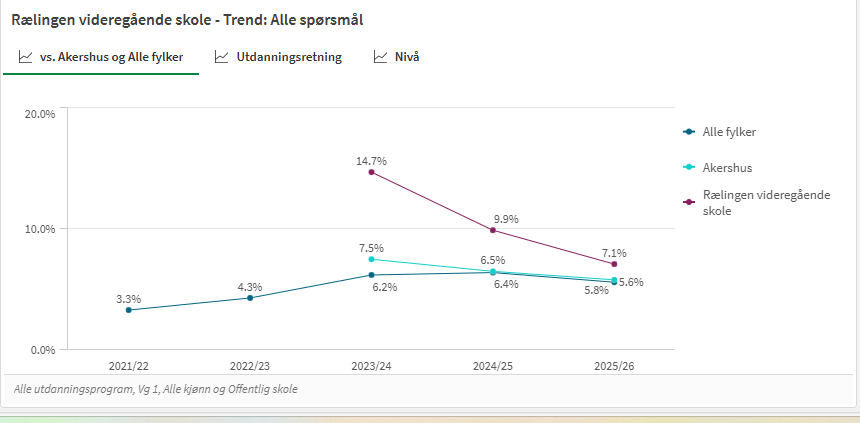 Rælingen videregående skole - Trend: Alle spørsmål
vs. Akershus og Alle fylker
Utdanningsretning
Nivå
20.0%
10.0%
0.0%
3.3%
4.3%
14.7%
7.5%
6.2%
9.9%
6.5%
6.4%
7.1%
5.8%
5.6%
2021/22
2022/23
2023/24
2024/25
2025/26
Alle fylker
Akershus
Rælingen videregående
skole
Alle utdanningsprogram, Vg 1, Alle kjønn og Offentlig skole